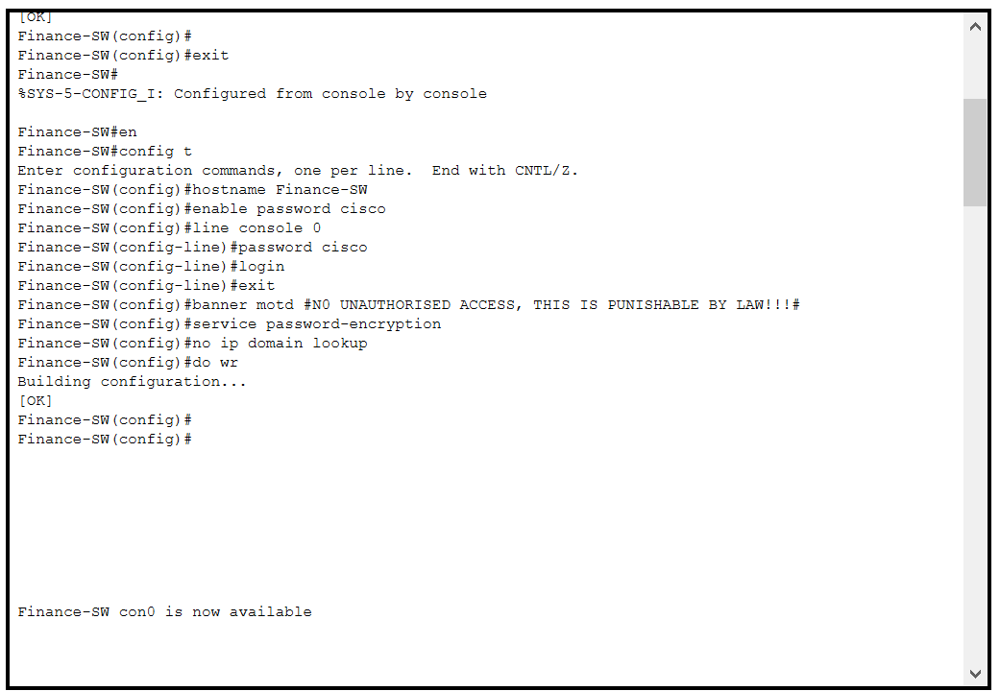 [OK]
Finance-SW(config)#
Finance-SW(config)#exit
Finance-SW#
%SYS-5-CONFIG_I: Configured from console by console
Finance-SW#en
Finance-SW#config t
Enter configuration commands, one per line.  End with CNTL/Z.
Finance-SW(config)#hostname Finance-SW
Finance-SW(config)#enable password cisco
Finance-SW(config)#line console 0
Finance-SW(config-line)#password cisco
Finance-SW(config-line)#login
Finance-SW(config-line)#exit
Finance-SW(config)#banner motd #N0 UNAUTHORISED ACCESS, THIS IS PUNISHABLE BY LAW!!!#
Finance-SW(config)#service password-encryption
Finance-SW(config)#no ip domain lookup
Finance-SW(config)#do wr
Building configuration...
[OK]
Finance-SW(config)#
Finance-SW(config)#
Finance-SW con0 is now available